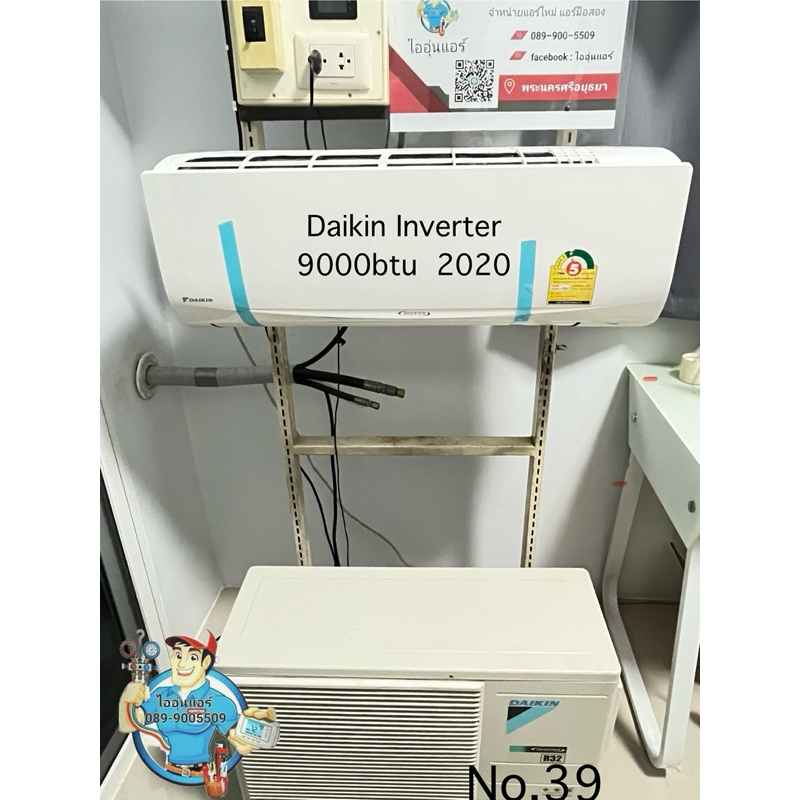 จำหน่ายแอร์ใหม่ แอร์มือสอง
089-900-5509
ไออุ่นแอร์
facebook : ไออุ่นแอร์
พระนครศรีอยุธยา
Daikin Inverter
9000btu 2020
5
DAIKIN
INVERTER
ไออุ่นแอร์
089-9005509
DAIKIN
INVERTER
R32
No.39